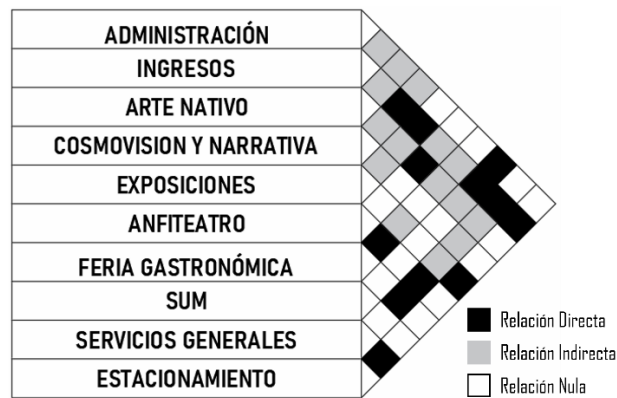 ADMINISTRACIÓN
INGRESOS
ARTE NATIVO
COSMOVISION Y NARRATIVA
EXPOSICIONES
ANFITEATRO
FERIA GASTRONÓMICA
SUM
SERVICIOS GENERALES
ESTACIONAMIENTO
Relación Directa
Relación Indirecta
Relación Nula